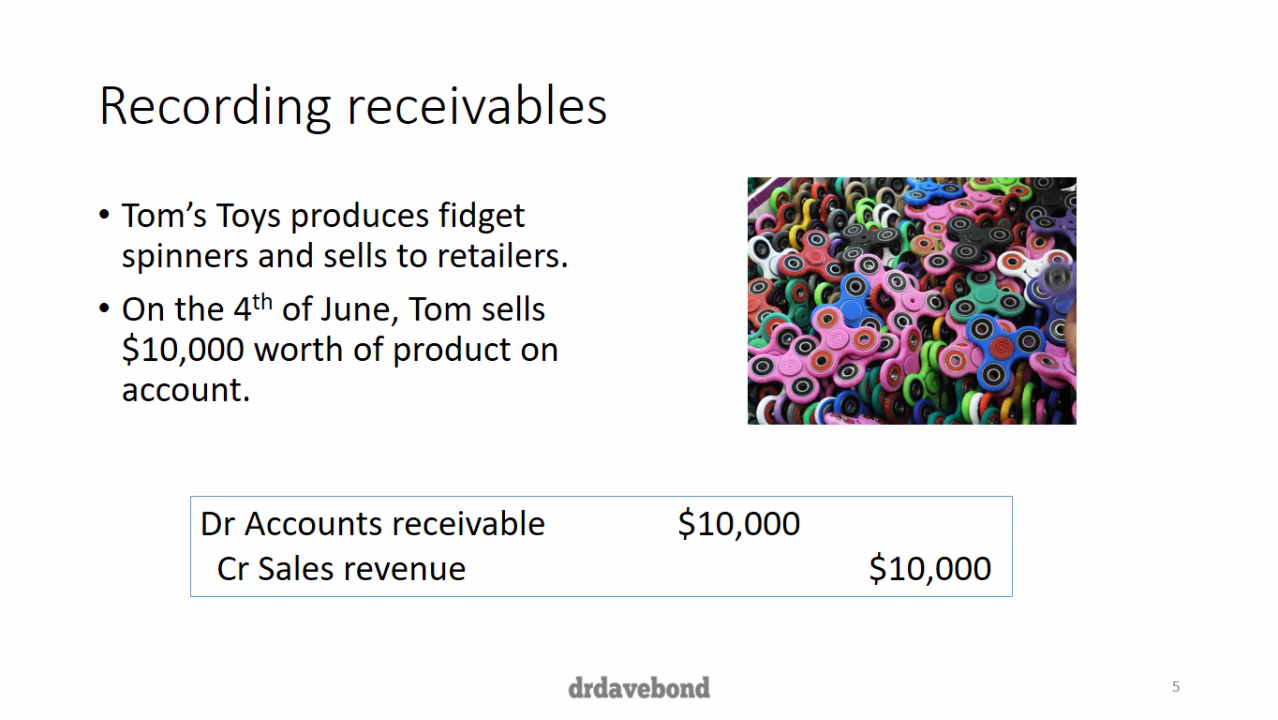 Recording receivables
• Tom’s Toys produces fidget
spinners and sells to retailers.
• On the 4th of June, Tom sells
$10,000 worth of product on
account.
Dr Accounts receivable $10,000
Cr Sales revenue $10,000
drdavebond
5